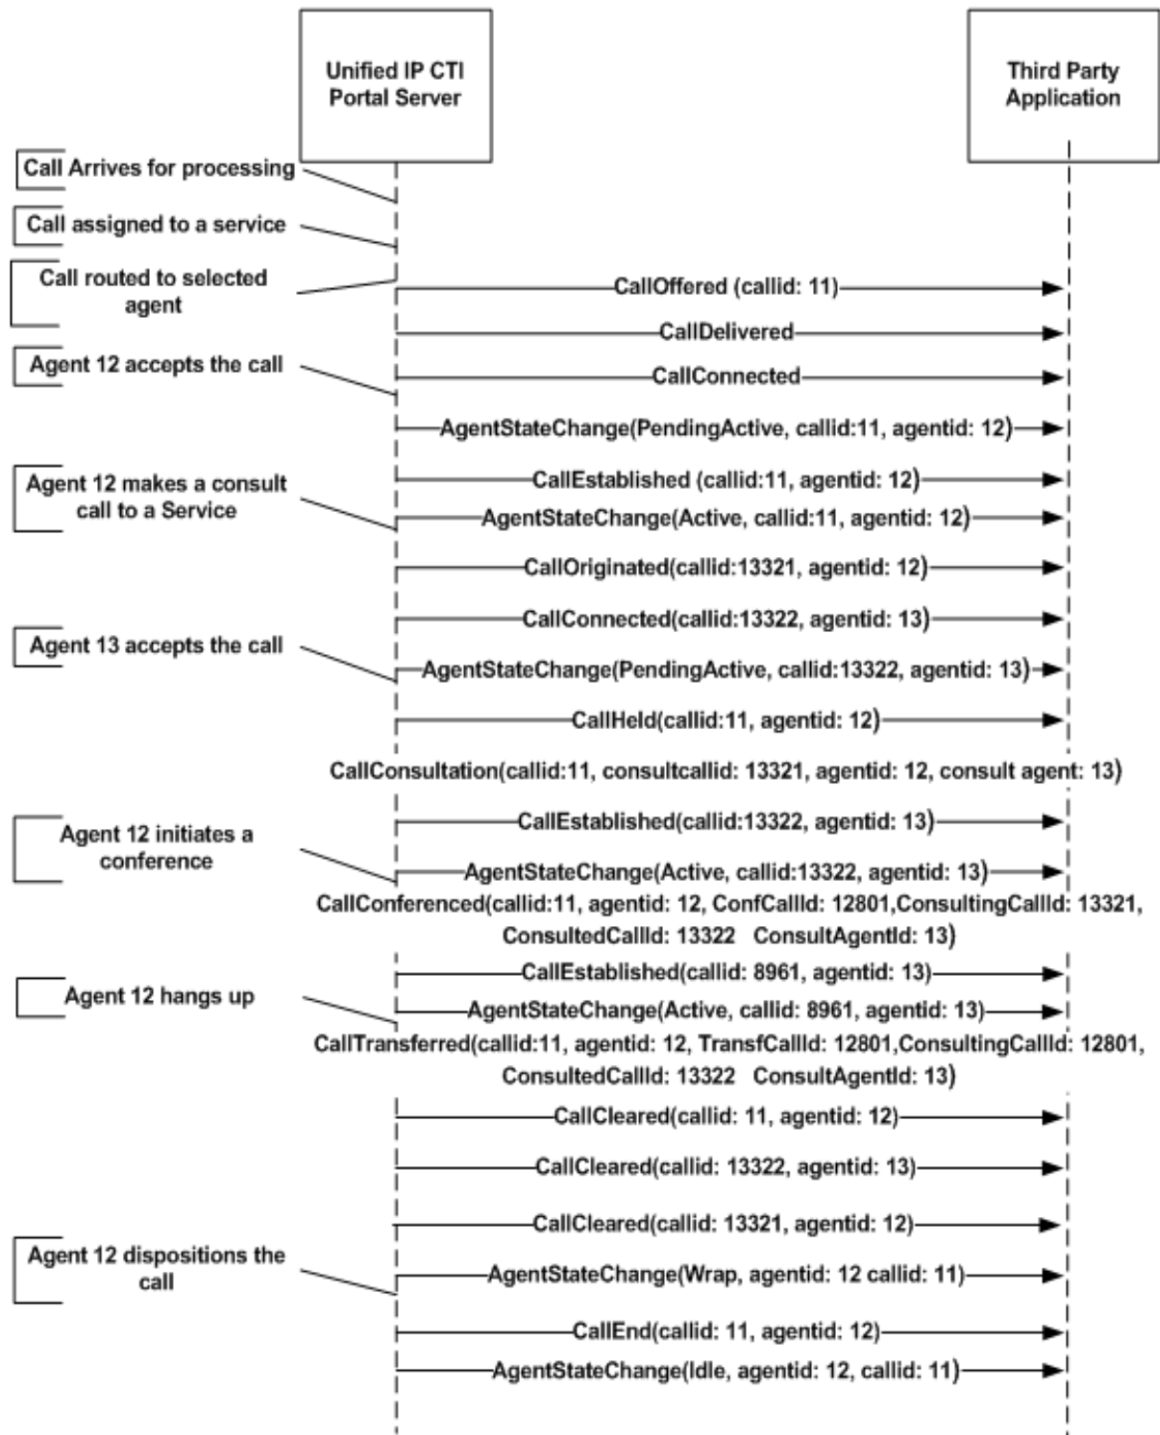 Unified IP CTI
Portal Server
Third Party
Application
Call Arrives for processing
Call assigned to a service
Call routed to selected
agent
CallOffered (callid: 11)
CallDelivered
Agent 12 accepts the call
CallConnected
AgentStateChange(PendingActive, callid:11, agentid: 12)
Agent 12 makes a consult
call to a Service
CallEstablished (callid:11, agentid: 12)
AgentStateChange(Active, callid:11, agentid: 12)
CallOriginated(callid:13321, agentid: 12)
CallConnected(callid:13322, agentid: 13)
Agent 13 accepts the call
AgentStateChange(PendingActive, callid:13322, agentid: 13)
CallHeld(callid:11, agentid: 12)
CallConsultation(callid:11, consultcallid: 13321, agentid: 12, consult agent: 13)
CallEstablished(callid:13322, agentid: 13)
Agent 12 initiates a
conference
AgentStateChange(Active, callid:13322, agentid: 13)
CallConferenced(callid:11, agentid: 12, ConfCallId: 12801,ConsultingCallId: 13321,
ConsultedCallId: 13322 ConsultAgentId: 13)
CallEstablished(callid: 8961, agentid: 13)
Agent 12 hangs up
AgentStateChange(Active, callid: 8961, agentid: 13)
CallTransferred(callid:11, agentid: 12, TransfCallId: 12801,ConsultingCallId: 12801,
ConsultedCallId: 13322 ConsultAgentId: 13)
CallCleared(callid: 11, agentid: 12)
CallCleared(callid: 13322, agentid: 13)
CallCleared(callid: 13321, agentid: 12)
Agent 12 dispositions the
call
AgentStateChange(Wrap, agentid: 12 callid: 11)
CallEnd(callid: 11, agentid: 12)
AgentStateChange(Idle, agentid: 12, callid: 11)